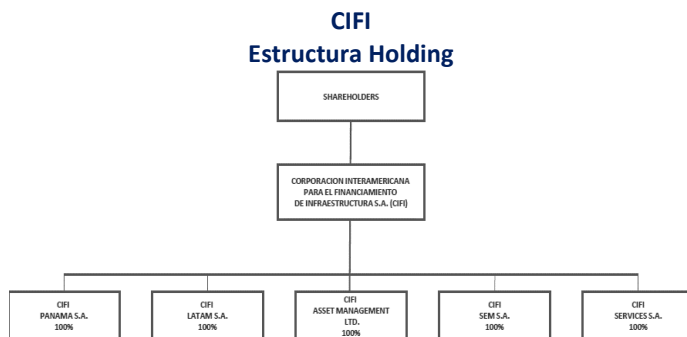 CIFI
Estructura Holding
SHAREHOLDERS
CORPORACION INTERAMERICANA
PARA EL FINANCIAMIENTO
DE INFRAESTRUCTURA S.A. (CIFI)
CIFI
PANAMA S.A.
100%
CIFI
LATAM S.A.
100%
CIFI
ASSET MANAGEMENT
LTD.
100%
CIFI
SEM S.A.
100%
CIFI
SERVICES S.A.
100%